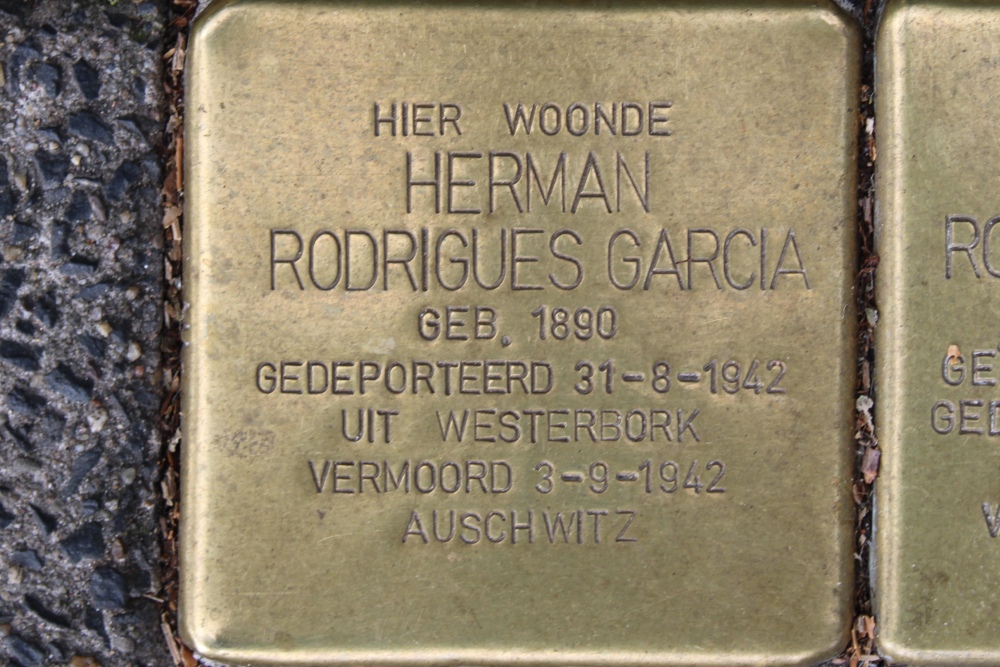 HIER WOONDE
HERMAN
RODRIGUES GARCIA
GEB. 1890
GEDEPORTEERD 31-8-1942
UIT WESTERBORK
VERMOORD 3-9-1942
AUSCHWITZ